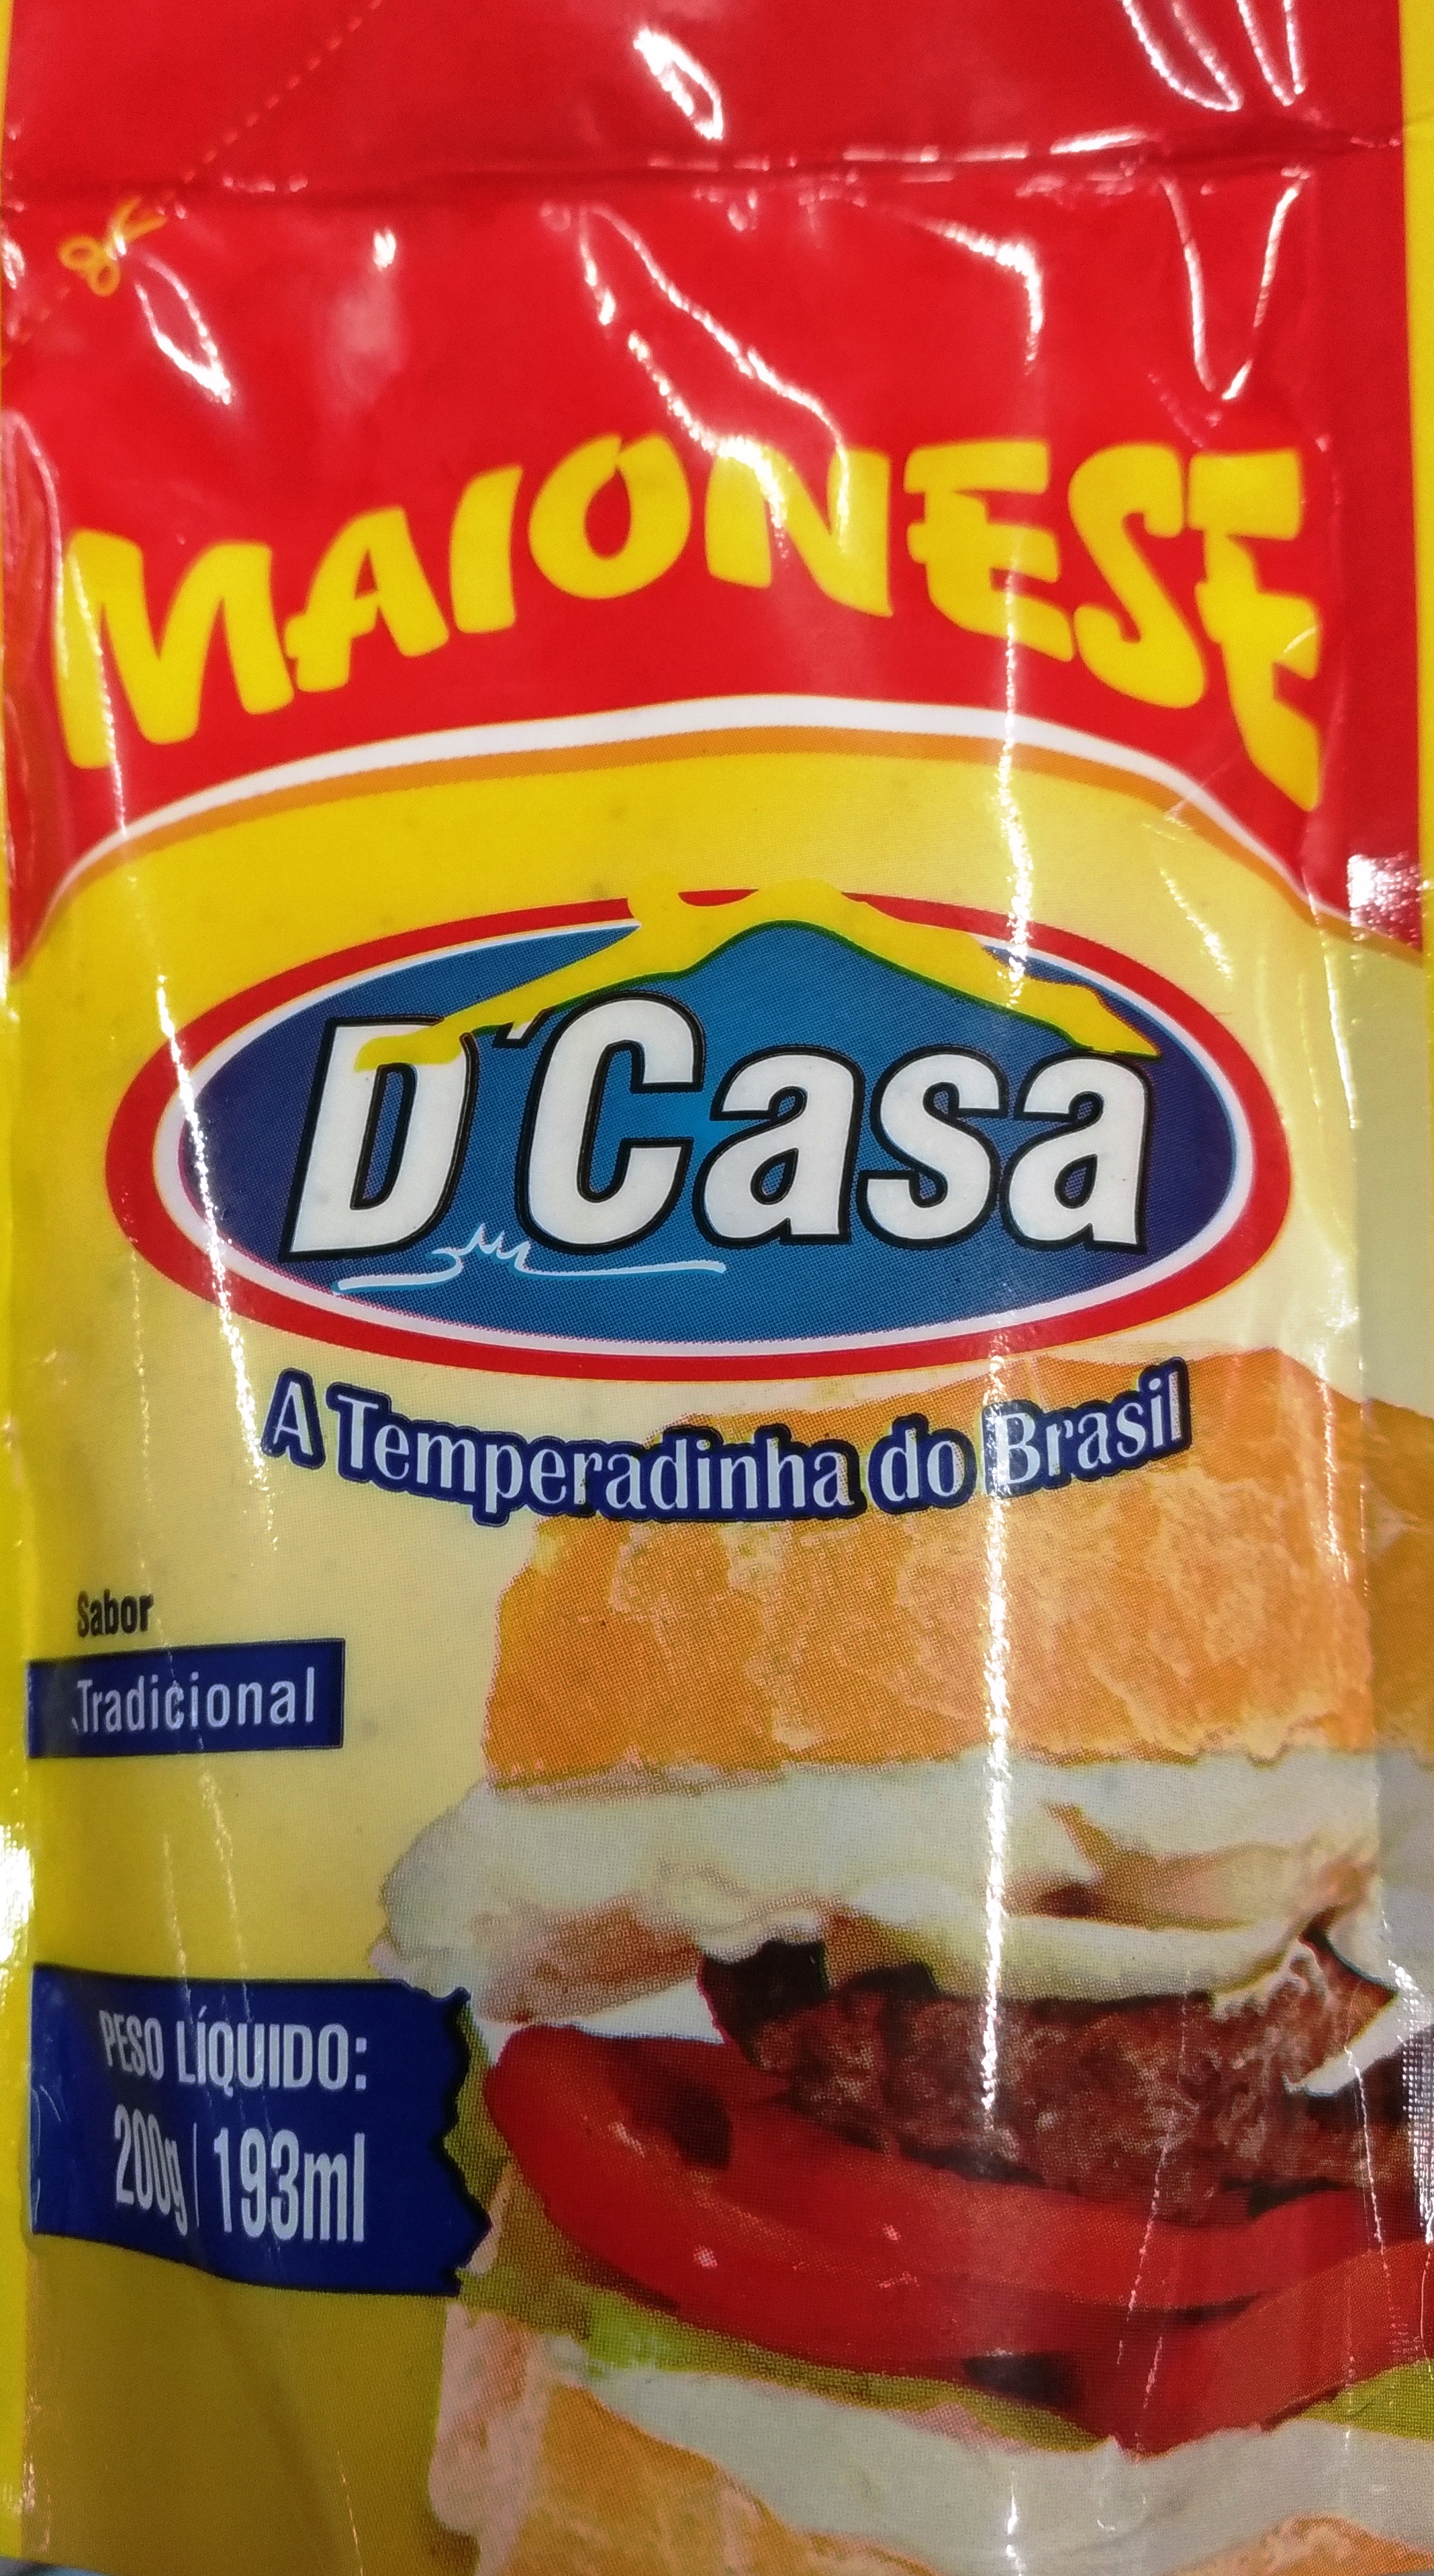 MAIONESE
D'Casa
A Temperadinha do Brasil
Sabor
Tradicional
PESO LÍQUIDO:
200g | 193ml